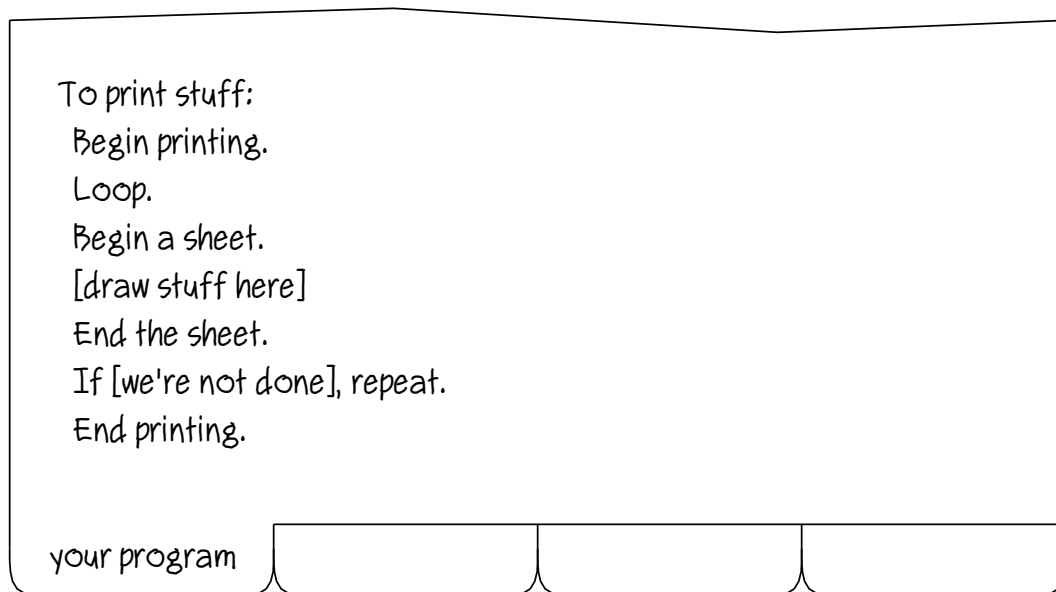 To print stuff:
Begin printing.
Loop.
Begin a sheet.
[draw stuff here]
End the sheet.
If [we're not done], repeat.
End printing.
your program